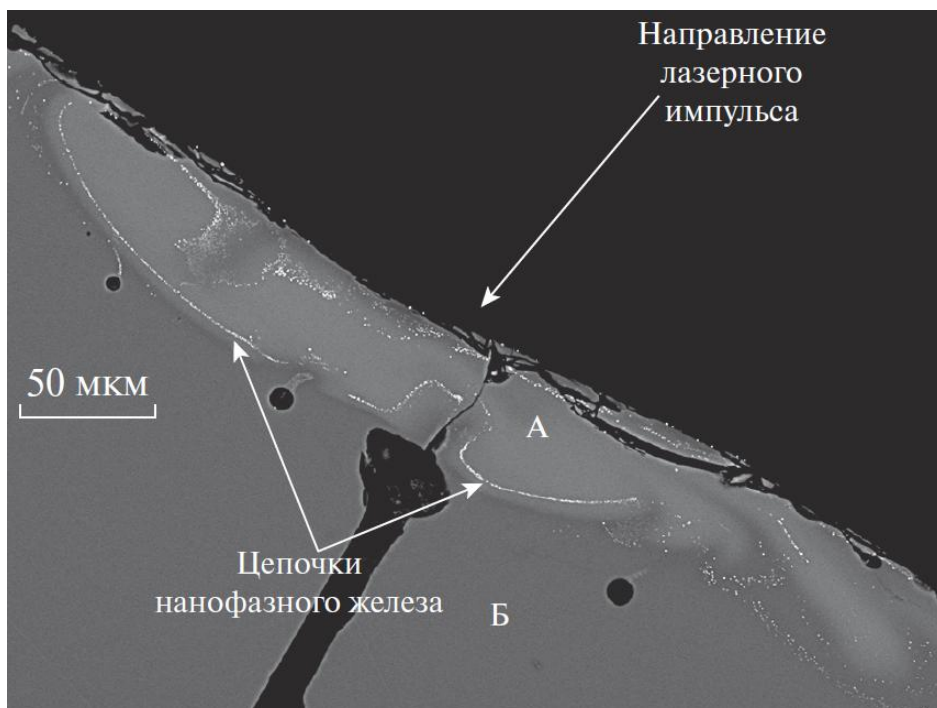 Направление
лазерного
импульса
50 мкм
А
Цепочки
нанофазного железа
Б